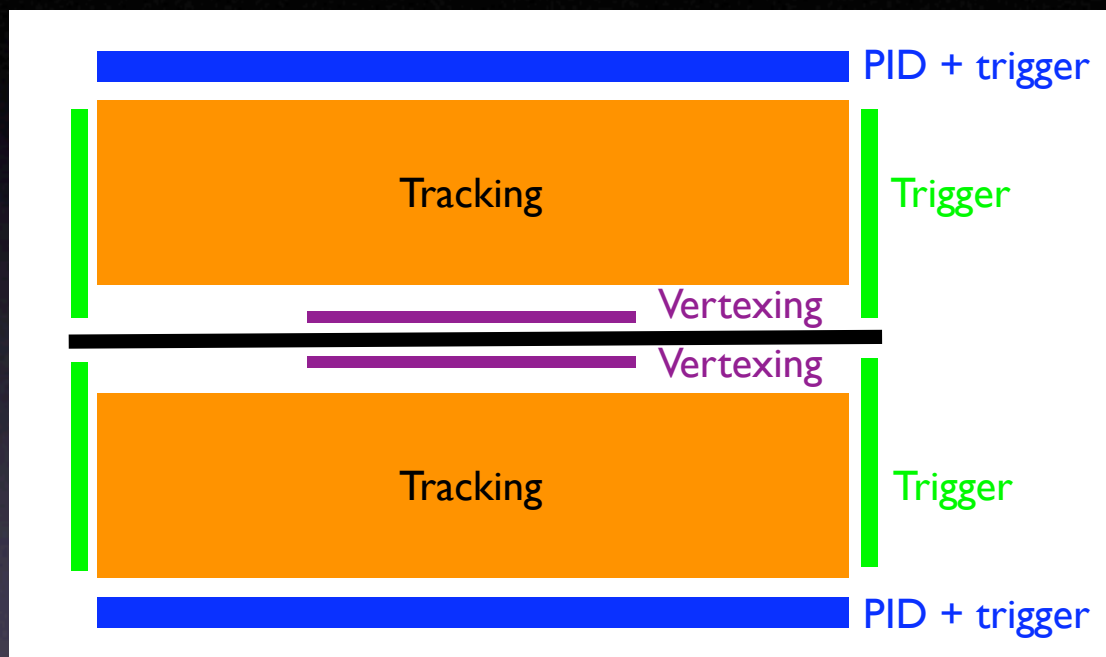 PID + trigger
Tracking
Trigger
Vertexing
Vertexing
Tracking
Trigger
PID + trigger